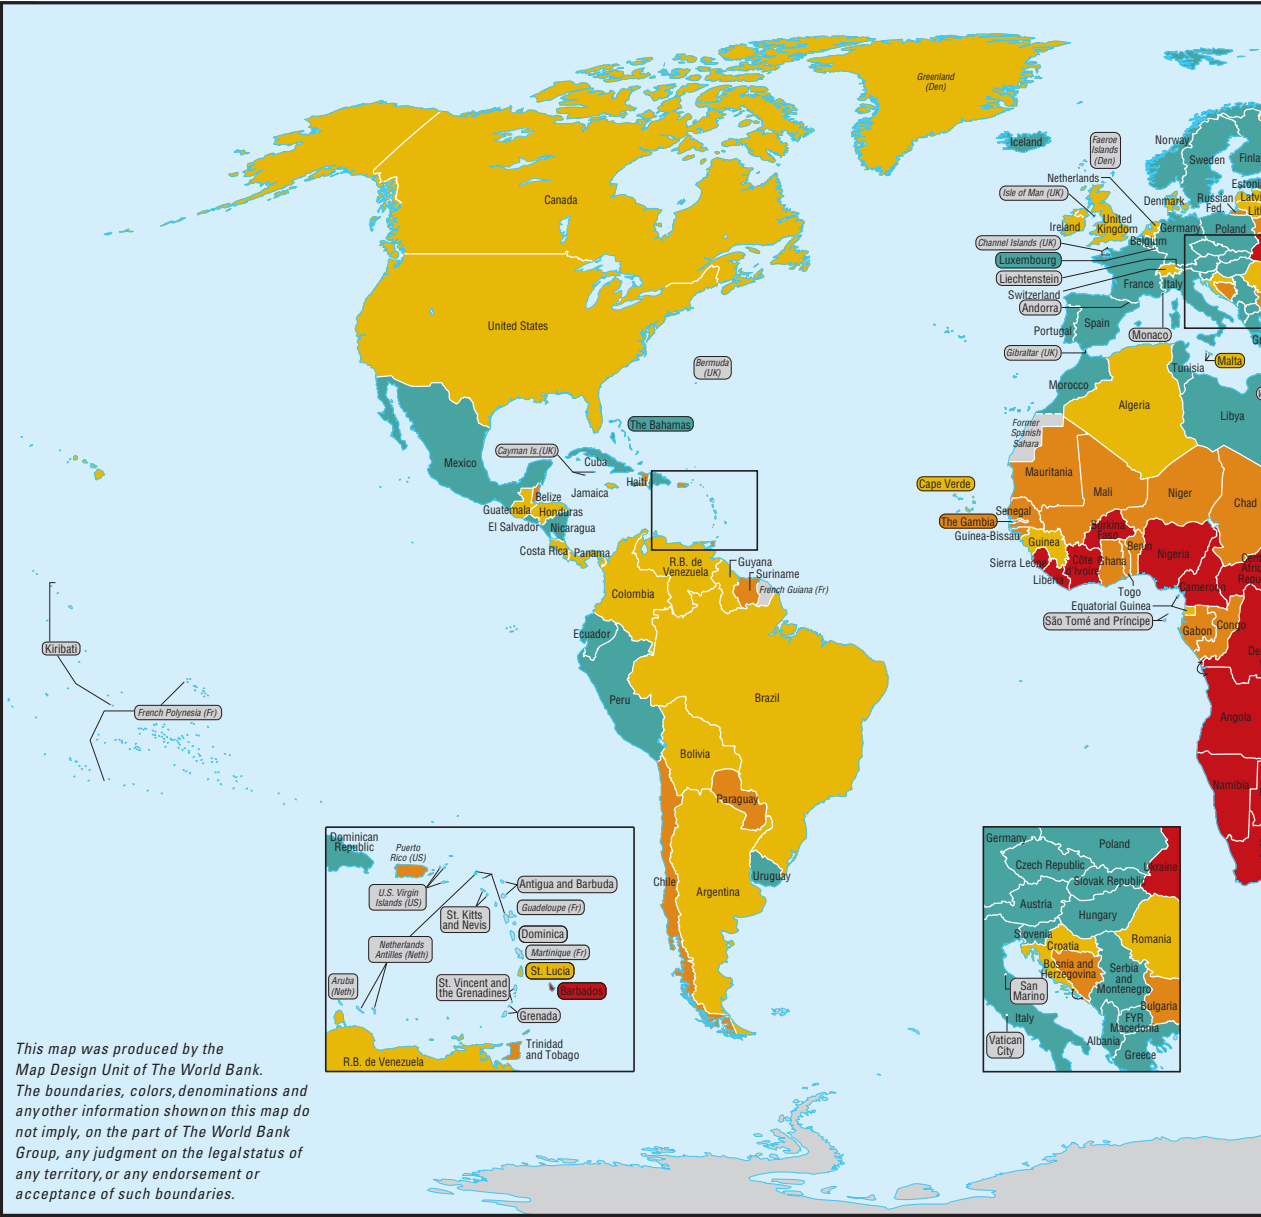 Greenland
(Den)
Iceland
Faeroe
Islands
(Den)
Norway
Sweden
Netherlands
Isle of Man (UK)
Canada
Denmark
Russian
Fed.
United
Kingdom
Ireland
Germany
Poland
Channel Islands (UK)
Belgium
Luxembourg
Liechtenstein
Switzerland
France
Italy
Andorra
United States
Spain
Portugal
Monaco
Gibraltar (UK)
Bermuda
(UK)
Malta
Tunisia
Morocco
Algeria
Libya
The Bahamas
Former
Spanish
Sahara
Cayman Is.(UK)
Mexico
Cuba
Haiti
Jamaica
Belize
Guatemala
Honduras
El Salvador
Nicaragua
Costa Rica
Panama
Mauritania
Cape Verde
Mali
Niger
Chad
Senegal
The Gambia
Guinea-Bissau
Guinea
Burkina
Faso
Benin
Nigeria
Sierra Leone
Côte
d'Ivoire
Ghana
Liberia
Cameroon
Togo
Equatorial Guinea
São Tomé and Príncipe
Gabon
Congo
R.B. de
Venezuela
Guyana
Suriname
French Guiana (Fr)
Colombia
Ecuador
Kiribati
Peru
Brazil
French Polynesia (Fr)
Angola
Bolivia
Namibia
Paraguay
Chile
Uruguay
Argentina
Dominican
Republic
Puerto
Rico (US)
U.S. Virgin
Islands (US)
Antigua and Barbuda
St. Kitts
and Nevis
Guadeloupe (Fr)
Dominica
Netherlands
Antilles (Neth)
Martinique (Fr)
St. Lucia
Aruba
(Neth)
St. Vincent and
the Grenadines
Barbados
Grenada
Trinidad
and Tobago
R.B. de Venezuela
Germany
Poland
Czech Republic
Ukraine
Slovak Republic
Austria
Hungary
Slovenia
Croatia
Romania
Bosnia and
Herzegovina
Serbia
and
Montenegro
San
Marino
Bulgaria
Italy
FYR
Macedonia
Vatican
City
Albania
Greece
This map was produced by the
Map Design Unit of The World Bank.
The boundaries, colors, denominations and
any other information shown on this map do
not imply, on the part of The World Bank
Group, any judgment on the legal status of
any territory, or any endorsement or
acceptance of such boundaries.